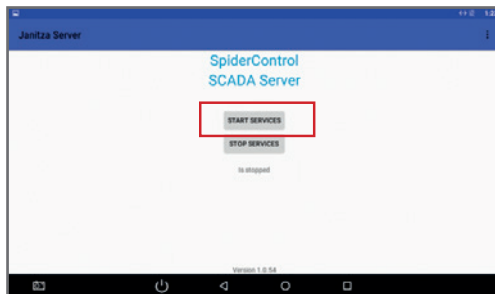 Janitza Server
SpiderControl
SCADA Server
START SERVICES
STOP SERVICES
Is stopped
Version 1.0.54